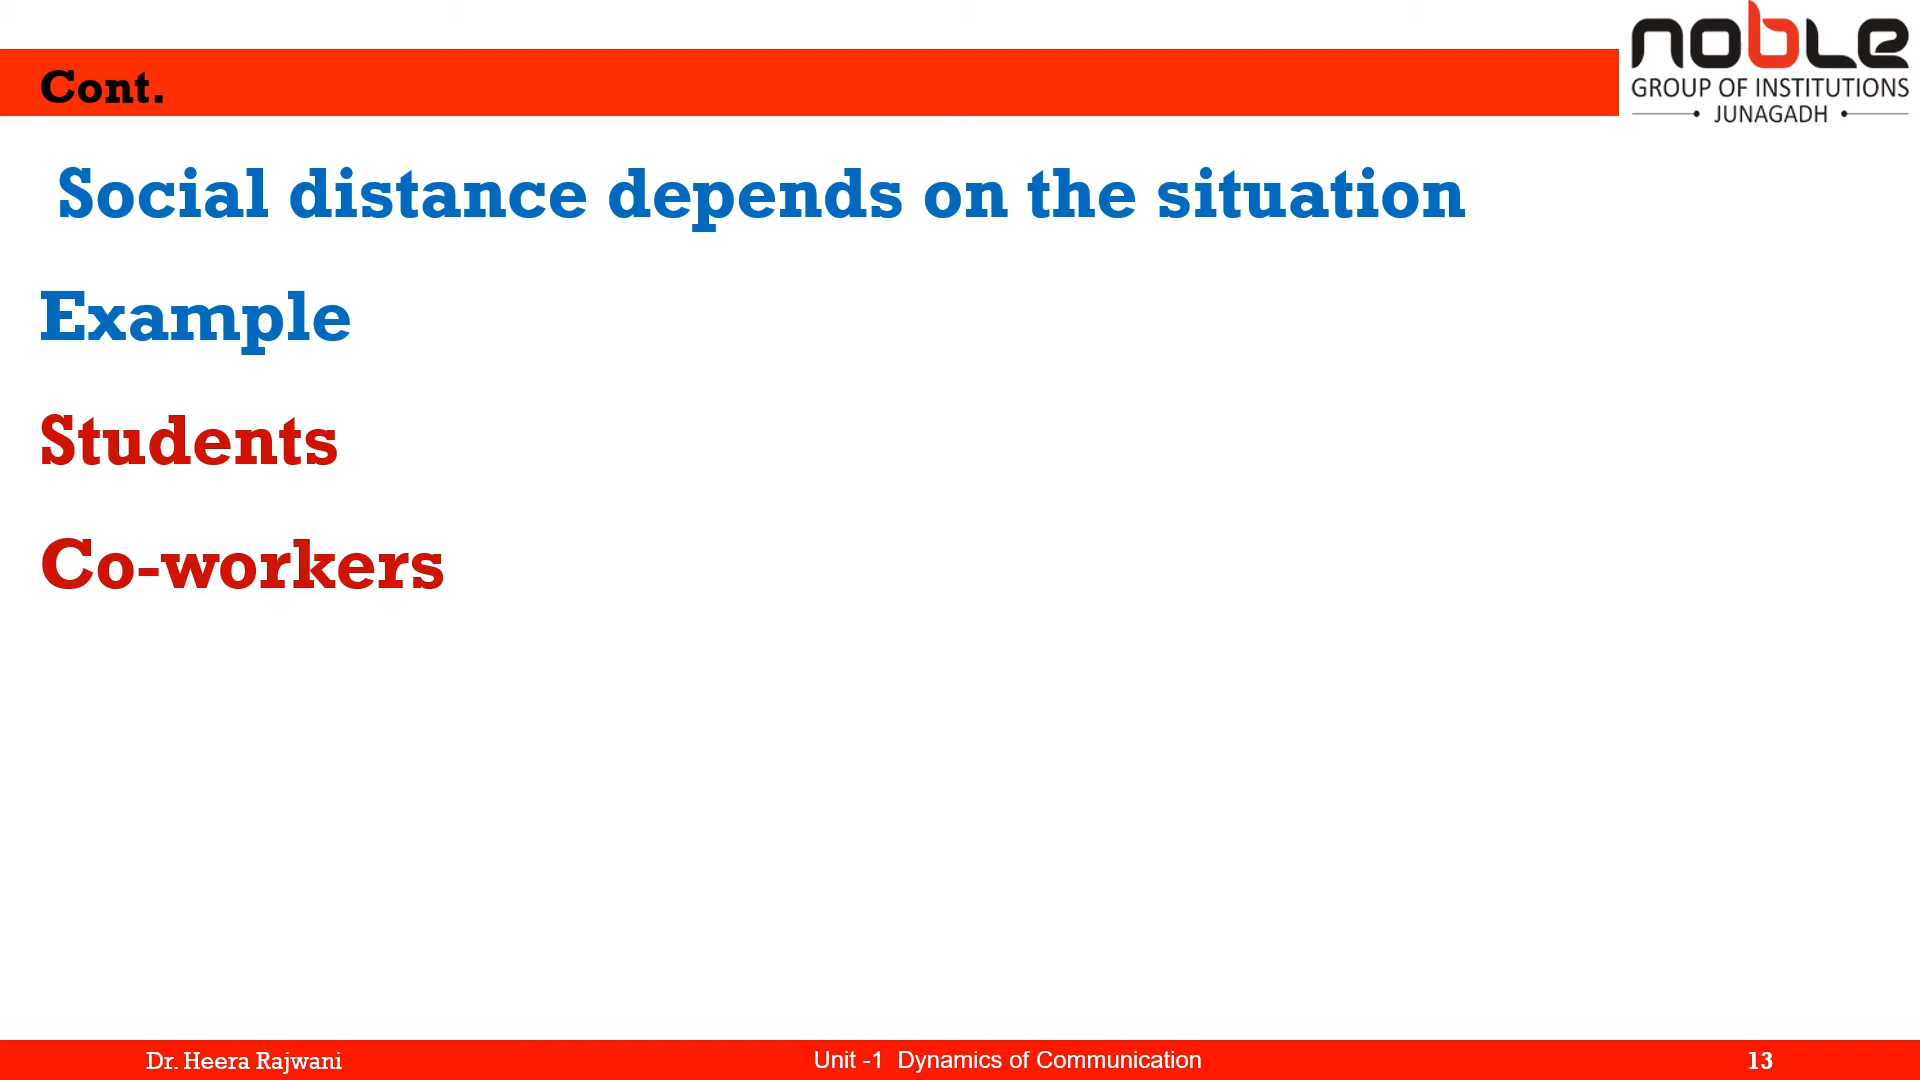 noble
GROUP OF INSTITUTIONS
JUNAGADH
Cont.
Social distance depends on the situation
Example
Students
Co-workers
Dr. Heera Rajwani
Unit -1 Dynamics of Communication
13